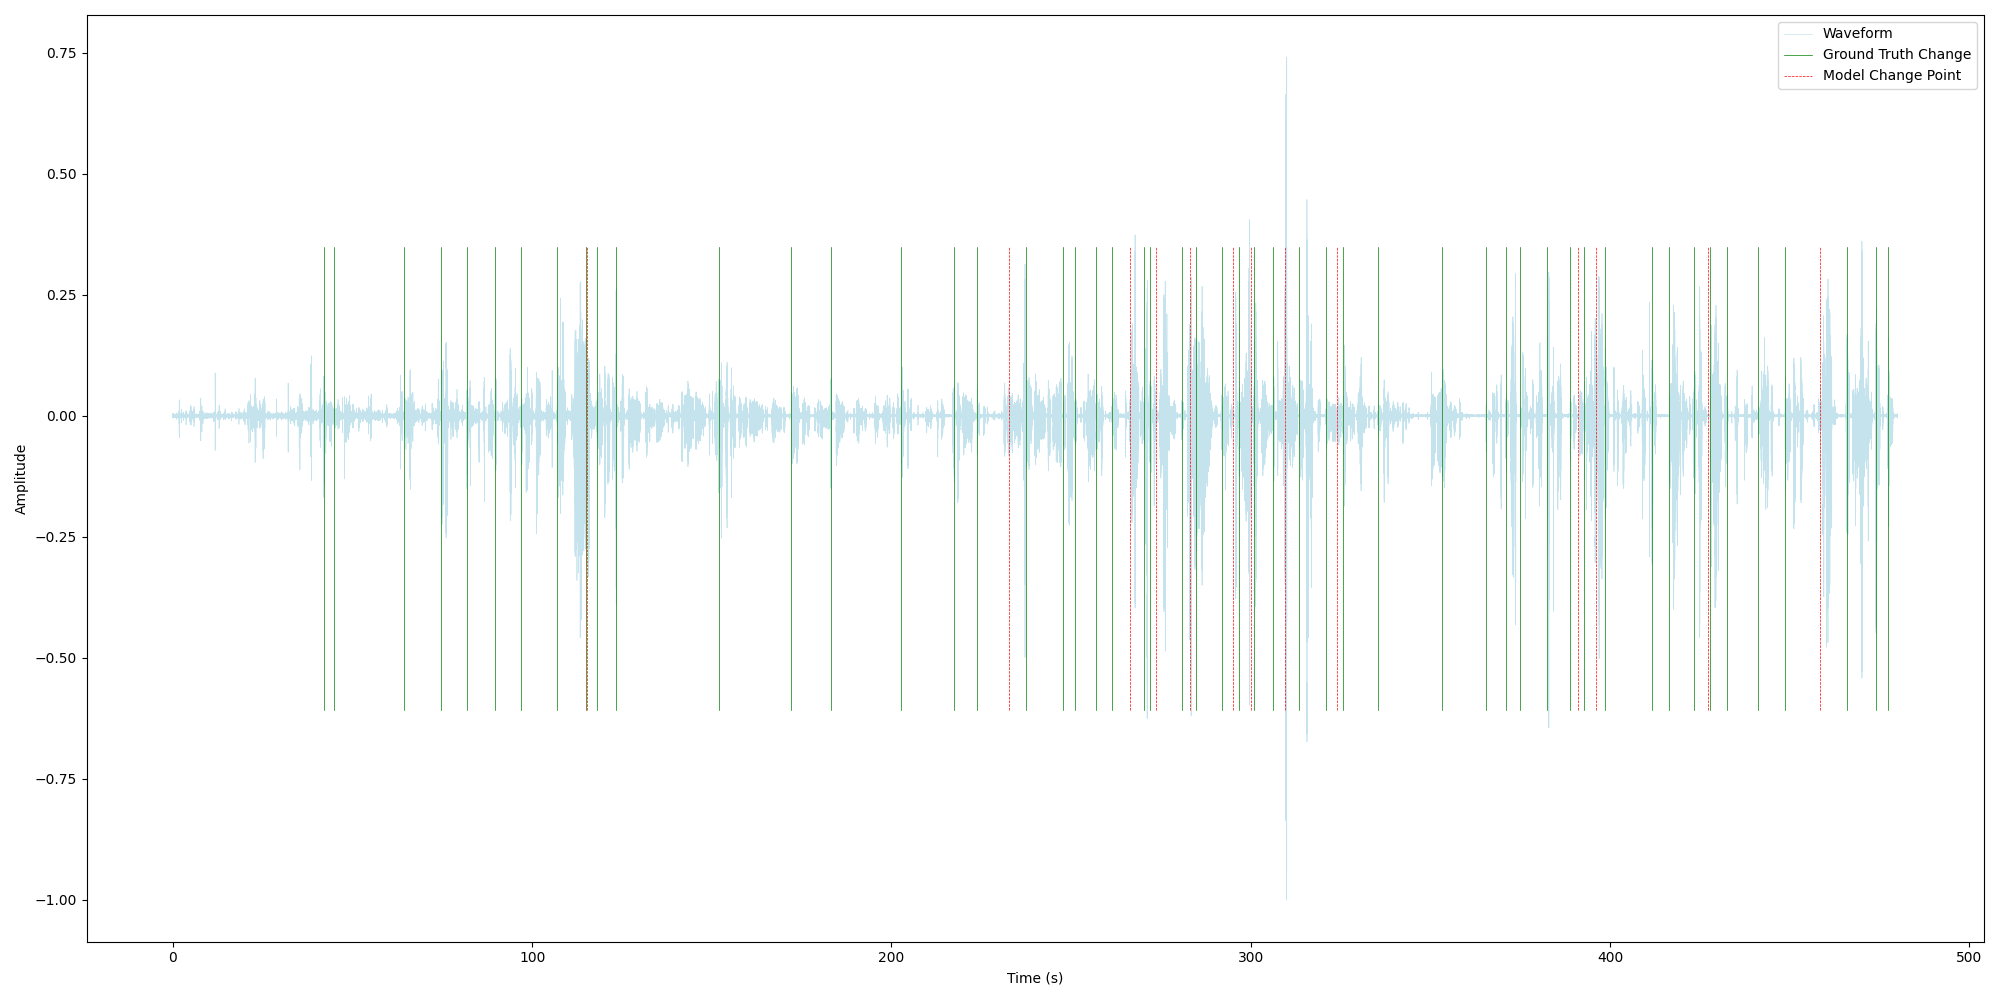 Waveform
Ground Truth Change
Model Change Point
0.75
0.50
0.25
0.00
−0.25
−0.50
−0.75
−1.00
Amplitude
0 100 200 300 400 500
Time (s)